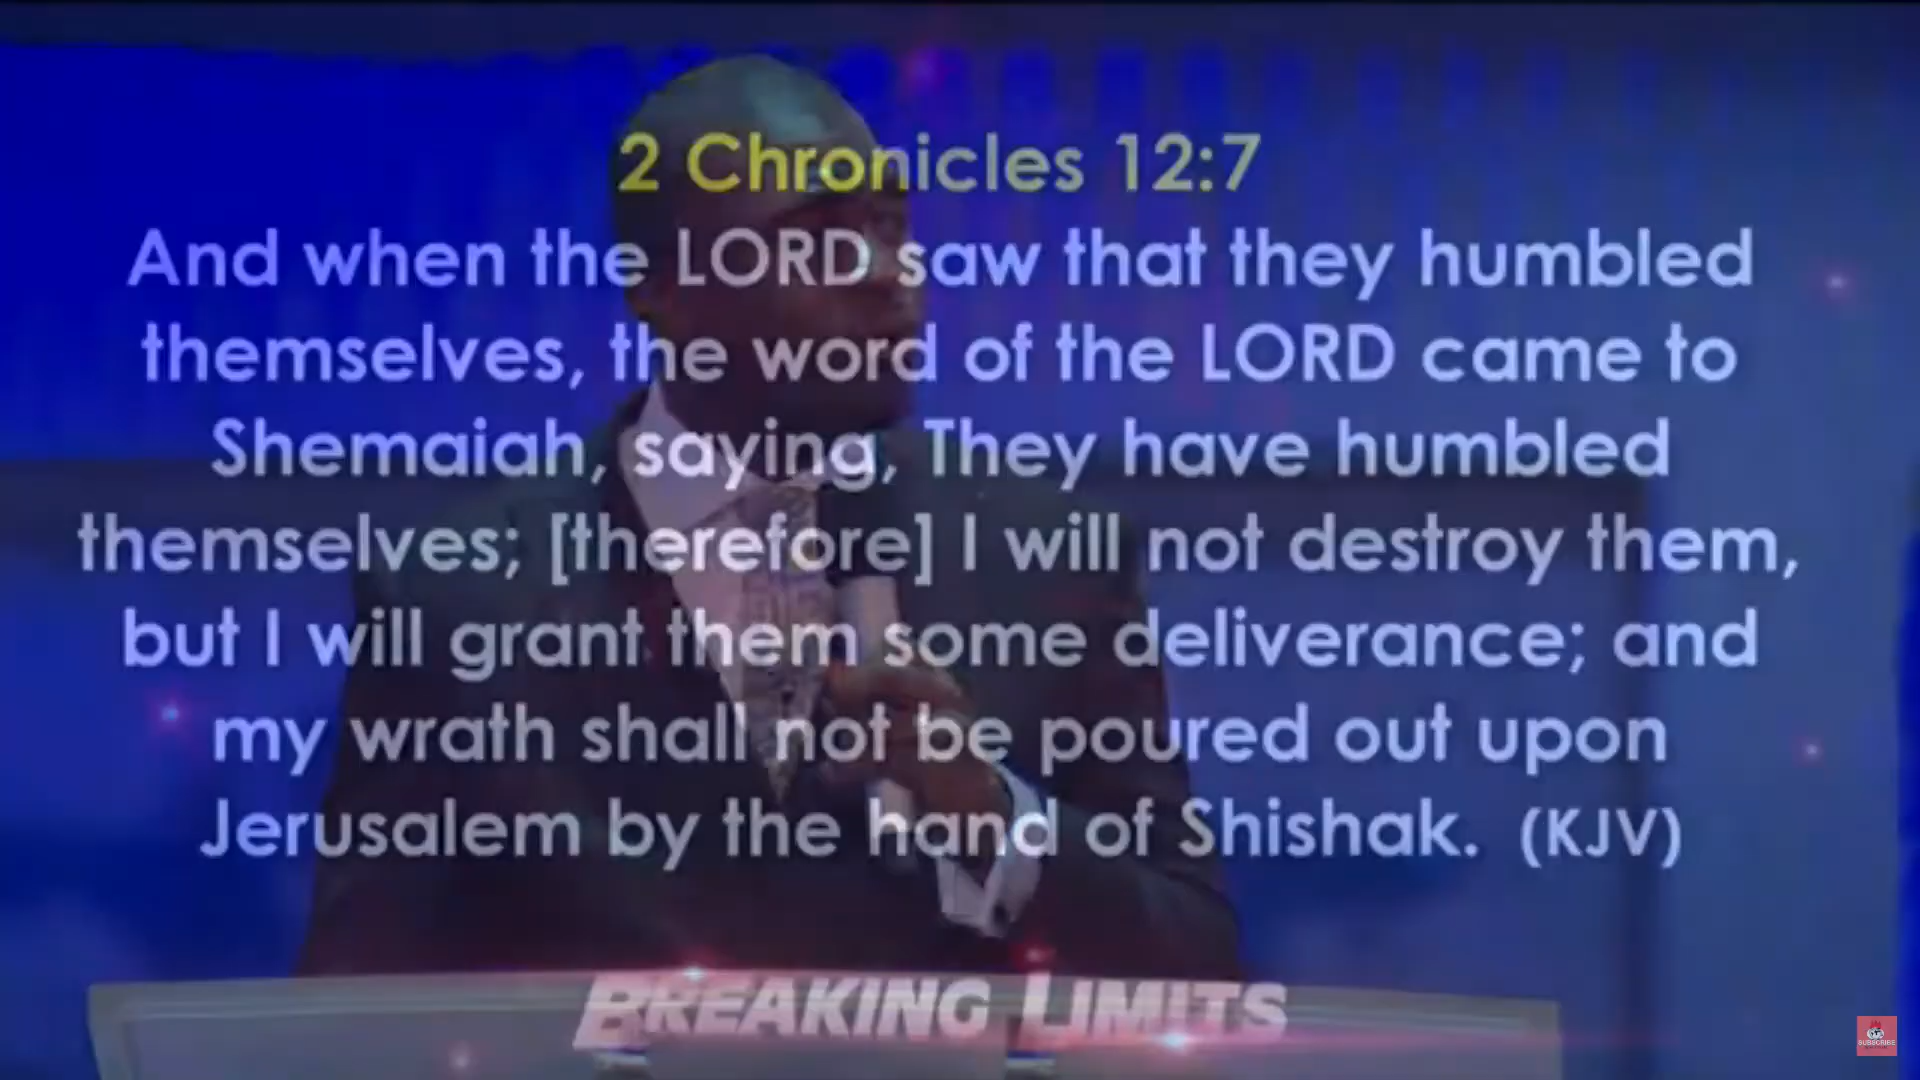 2 Chronicles 12:7
And when the LORD saw that they humbled
themselves, the word of the LORD came to
Shemaiah, saying, They have humbled
themselves; [therefore] I will not destroy them,
but I will grant them some deliverance; and
my wrath shall not be poured out upon
Jerusalem by the hand of Shishak. (KJV)
BREAKING LIMITS
SUBSCRIBE